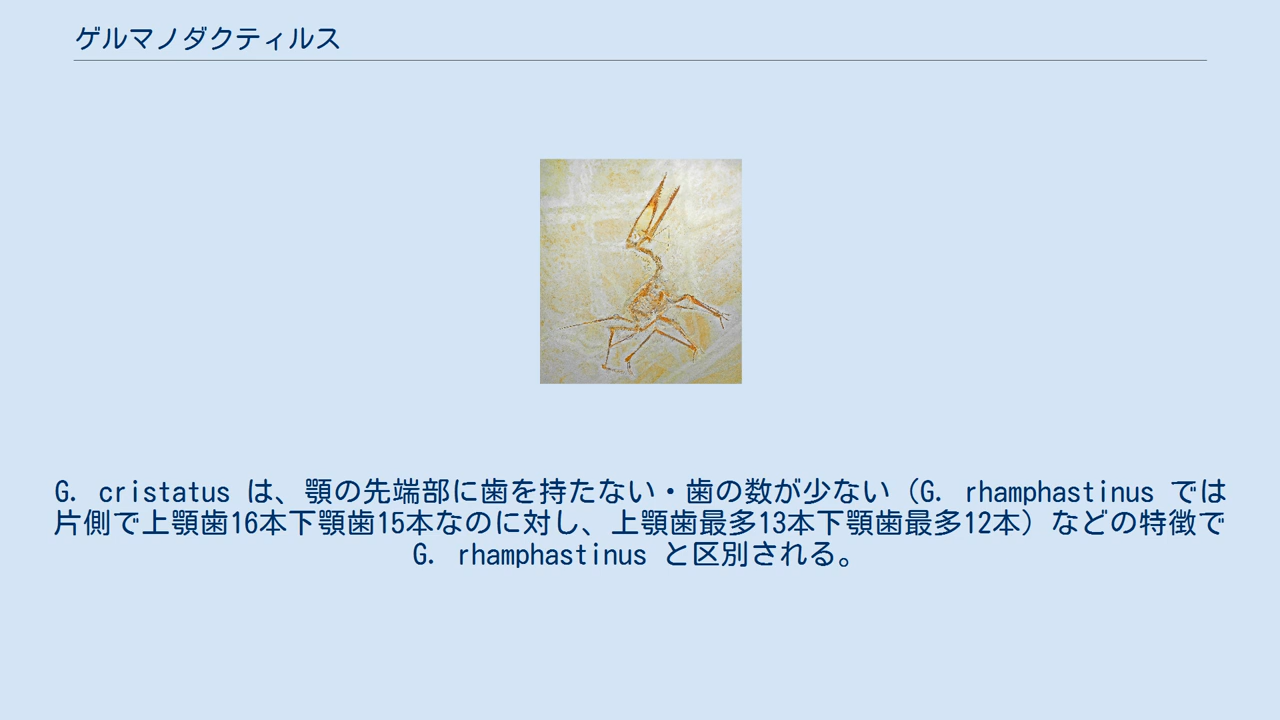 ゲルマノダクティルス
G. cristatus は、顎の先端部に歯を持たない・歯の数が少ない（G. rhamphastinus では
片側で上顎歯16本下顎歯15本なのに対し、上顎歯最多13本下顎歯最多12本）などの特徴で
G. rhamphastinus と区別される。